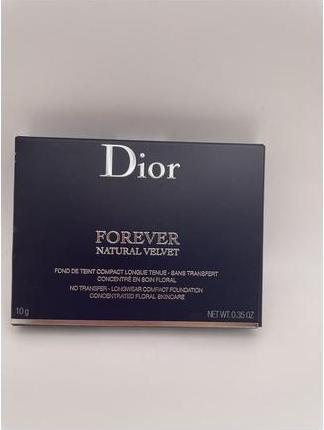 Dior
FOREVER
NATURAL VELVET
FOND DE TEINT COMPACT LONGUE TENUE - SANS TRANSFERT
CONCENTRÉ EN SOIN FLORAL
NO TRANSFER - LONGWEAR COMPACT FOUNDATION
CONCENTRATED FLORAL SKINCARE
10 g
NET WT. 0.35 OZ